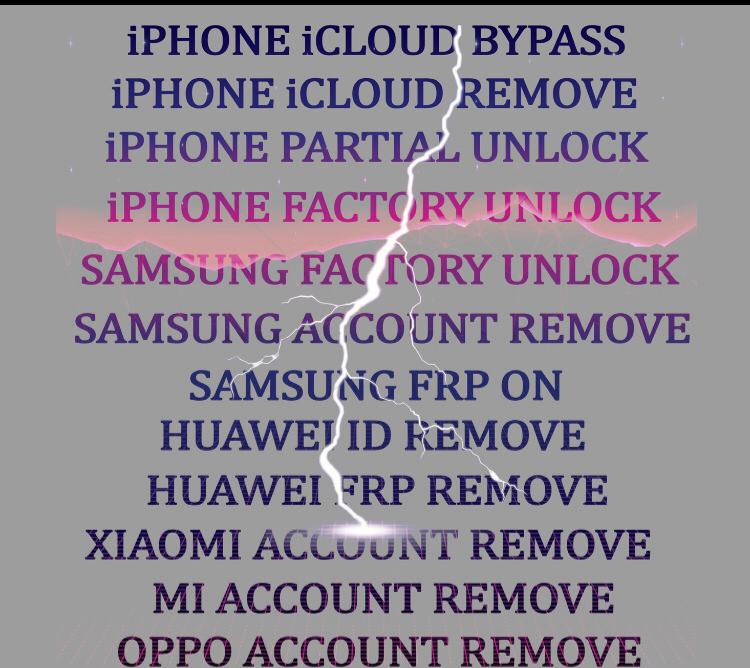 iPHONE iCLOUD BYPASS
iPHONE iCLOUD REMOVE
iPHONE PARTIAL UNLOCK
iPHONE FACTORY UNLOCK
SAMSUNG FACTORY UNLOCK
SAMSUNG ACCOUNT REMOVE
SAMSUNG FRP ON
HUAWEI ID REMOVE
HUAWEI FRP REMOVE
XIAOMI ACCOUNT REMOVE
MI ACCOUNT REMOVE
OPPO ACCOUNT REMOVE